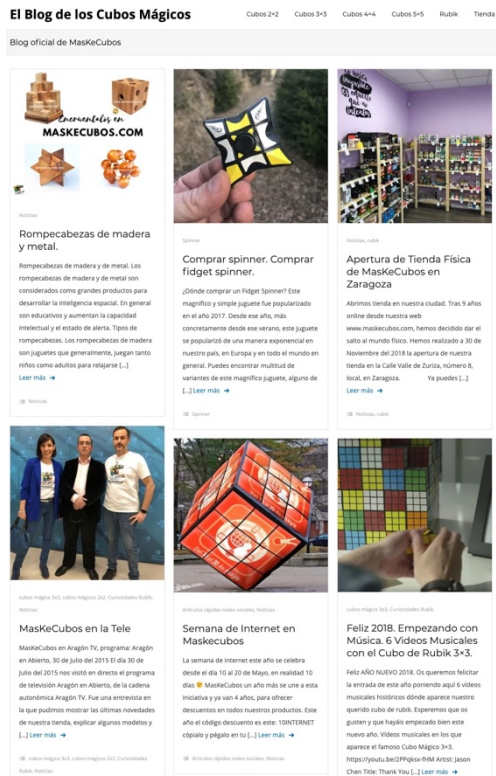 El Blog de los Cubos Mágicos
Cubos 2×2
Cubos 3×3
Cubos 4×4
Cubos 5×5
Rubik
Tienda
Blog oficial de MasKeCubos
Encuentalos en
MASKECUBOS.COM
Noticias
Rompecabezas de madera
y metal.
Rompecabezas de madera y de metal. Los
rompecabezas de madera y de metal son
considerados como grandes productos para
desarrollar la inteligencia espacial. En general
son educativos y aumentan la capacidad
intelectual y el estado de alerta. Tipos de
rompecabezas. Los rompecabezas de madera
son juguetes que generalmente, juegan tanto
niños como adultos para relajarse [...]
Leer más →
Noticias
Spinner
Comprar spinner. Comprar
fidget spinner.
¿Dónde comprar un Fidget Spinner? Este
magnífico y simple juguete fue popularizado
en el año 2017. Desde ese año, más
concretamente desde ese verano, este juguete
se popularizó de una manera exponencial en
nuestro país, en Europa y en todo el mundo en
general. Puedes encontrar multitud de
variantes de este magnífico juguete, alguno de
[...] Leer más →
Spinner
Noticias, rubik
Apertura de Tienda Física
de MasKeCubos en
Zaragoza
Abrimos tienda en nuestra ciudad. Tras 9 años
online desde nuestra web
www.maskecubos.com, hemos decidido dar el
salto al mundo físico. Hemos realizado a 30 de
Noviembre del 2018 la apertura de nuestra
tienda en la Calle Valle de Zuriza, número 8,
local, en Zaragoza. Ya puedes [...]
Leer más →
Noticias, rubik
cubos mágico 3x3, cubos mágicos 2x2, Curiosidades Rubik,
Noticias
MasKeCubos en la Tele
MasKeCubos en Aragón TV, programa: Aragón
en Abierto, 30 de Julio del 2015 El día 30 de
Julio del 2015 nos visitó en directo el programa
de televisión Aragón en Abierto, de la cadena
autonómica Aragón TV. Fue una entrevista en
la que pudimos mostrar las últimas novedades
de nuestra tienda, explicar algunos modelos y
[...] Leer más →
cubos mágico 3x3, cubos mágicos 2x2, Curiosidades
Rubik, Noticias
Artículos rápidos redes sociales, Noticias
Semana de Internet en
Maskecubos
La semana de internet este año se celebra
desde el día 10 al 20 de Mayo, en realidad 10
días MasKeCubos un año más se une a esta
iniciativa y ya van 4 años, para ofrecer
descuentos en todos nuestros productos. Este
año el código descuento es este: 10INTERNET
cópialo y pégalo en tu [...] Leer más →
Artículos rápidos redes sociales, Noticias
cubos mágico 3x3, Curiosidades Rubik
Feliz 2018. Empezando con
Música. 6 Videos Musicales
con el Cubo de Rubik 3×3.
Feliz AÑO NUEVO 2018. Os queremos felicitar
la entrada de este año poniendo aquí 6 vídeos
musicales históricos dónde aparece nuestro
querido cubo de rubik. Esperemos que os
gusten y que hayáis empezado bien este
nuevo año. Vídeos musicales en los que
aparece el famoso Cubo Mágico 3×3.
https://youtu.be/2PPqksv-fHM Artist: Jason
Chen Title: Thank You [...] Leer más →